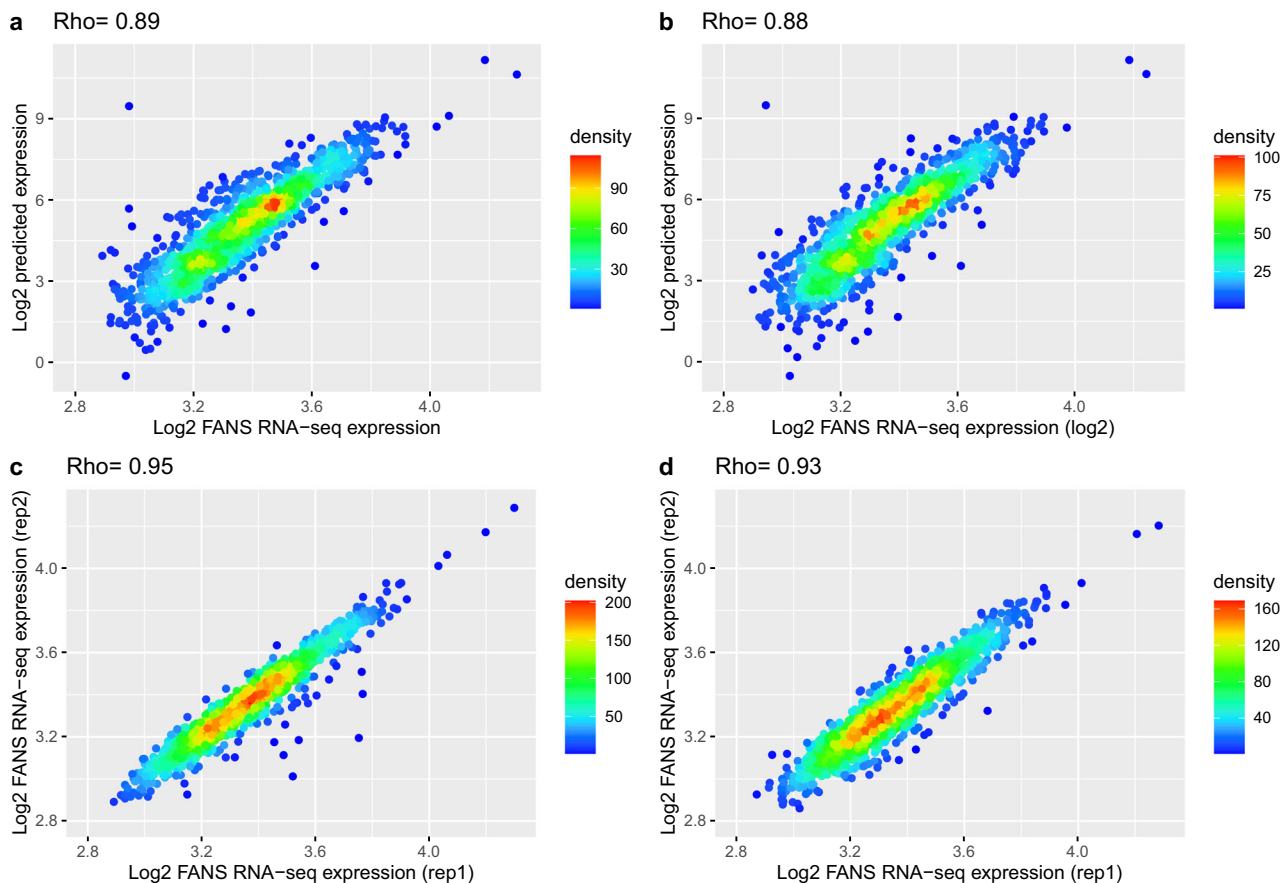 a Rho= 0.89
Log2 predicted expression
9
6
3
0
2.8 3.2 3.6 4.0
Log2 FANS RNA−seq expression
density
90
60
30
b Rho= 0.88
Log2 predicted expression
9
6
3
0
2.8 3.2 3.6 4.0
Log2 FANS RNA−seq expression (log2)
density
100
75
50
25
c Rho= 0.95
Log2 FANS RNA−seq expression (rep2)
4.0
3.6
3.2
2.8
2.8 3.2 3.6 4.0
Log2 FANS RNA−seq expression (rep1)
density
200
150
100
50
d Rho= 0.93
Log2 FANS RNA−seq expression (rep2)
4.0
3.6
3.2
2.8
2.8 3.2 3.6 4.0
Log2 FANS RNA−seq expression (rep1)
density
160
120
80
40